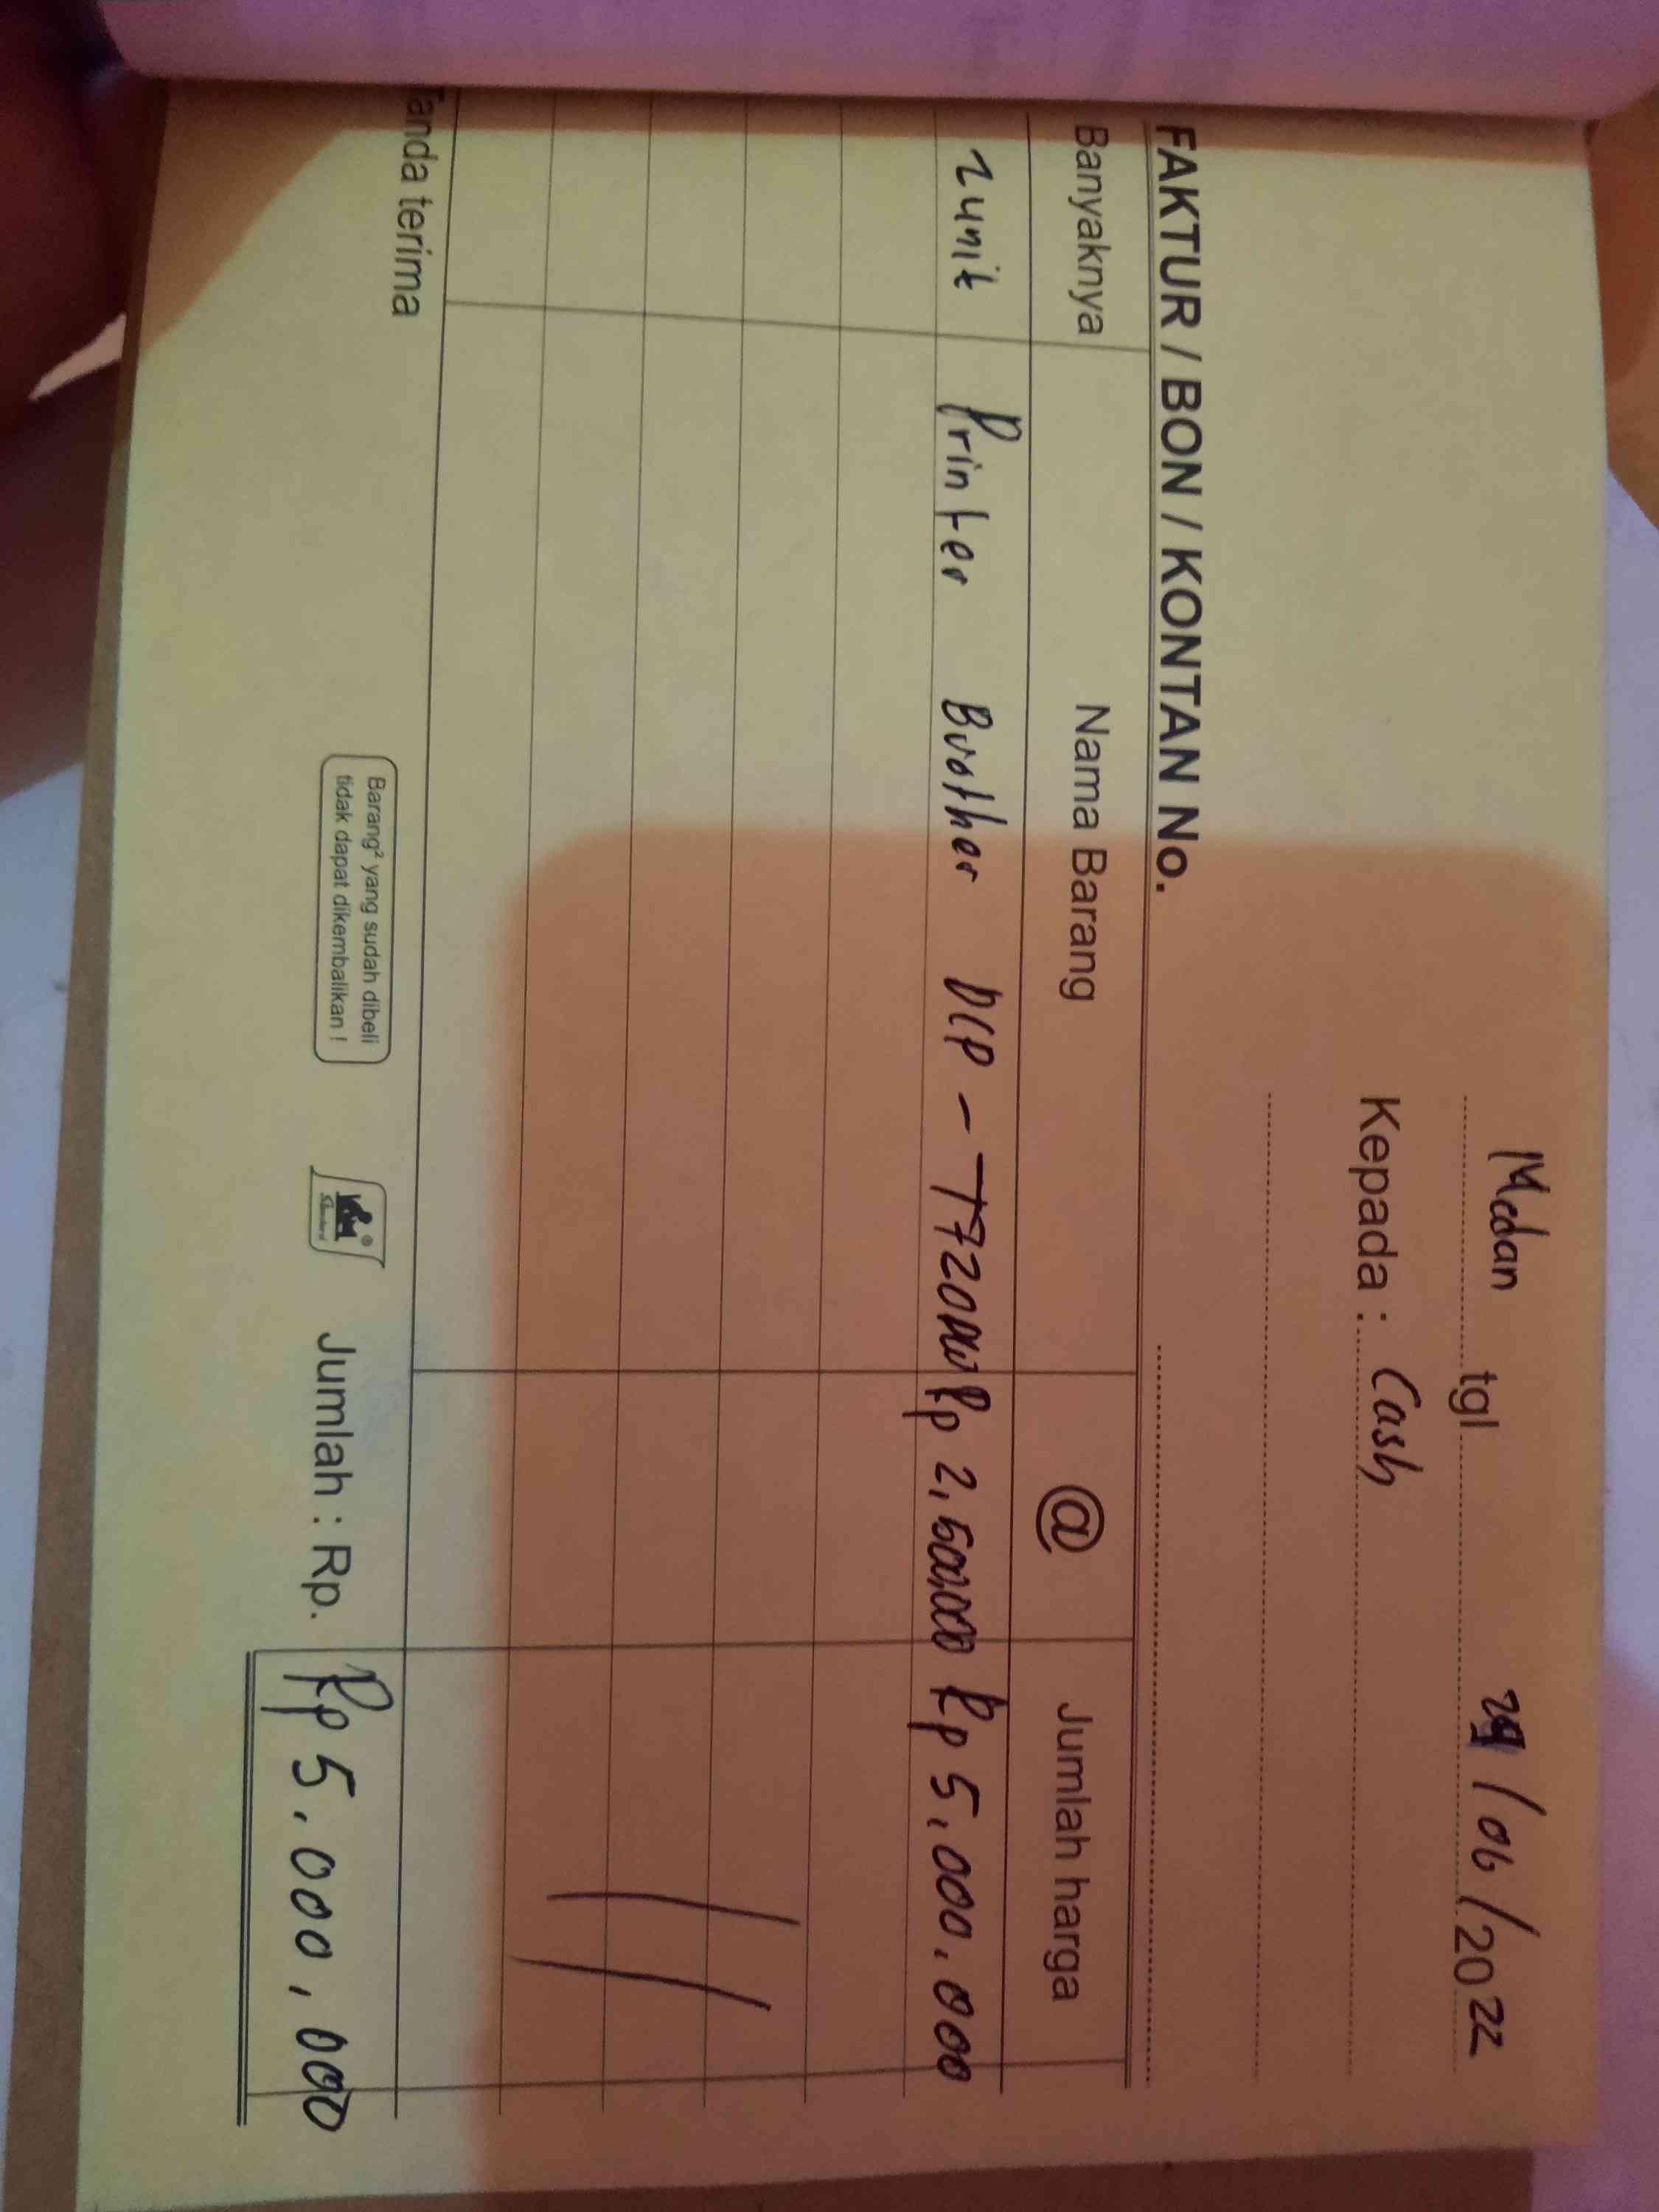 Medan tgl 29/06/2022
Kepada : Cash
FAKTUR / BON / KONTAN No.
Banyaknya Nama Barang @ Jumlah harga
2 unit Printer Brother DCP - T720DW Rp 2,500,000 Rp 5.000.000
Tanda terima
Barang² yang sudah dibeli
tidak dapat dikembalikan !
Jumlah : Rp. Rp 5.000.000